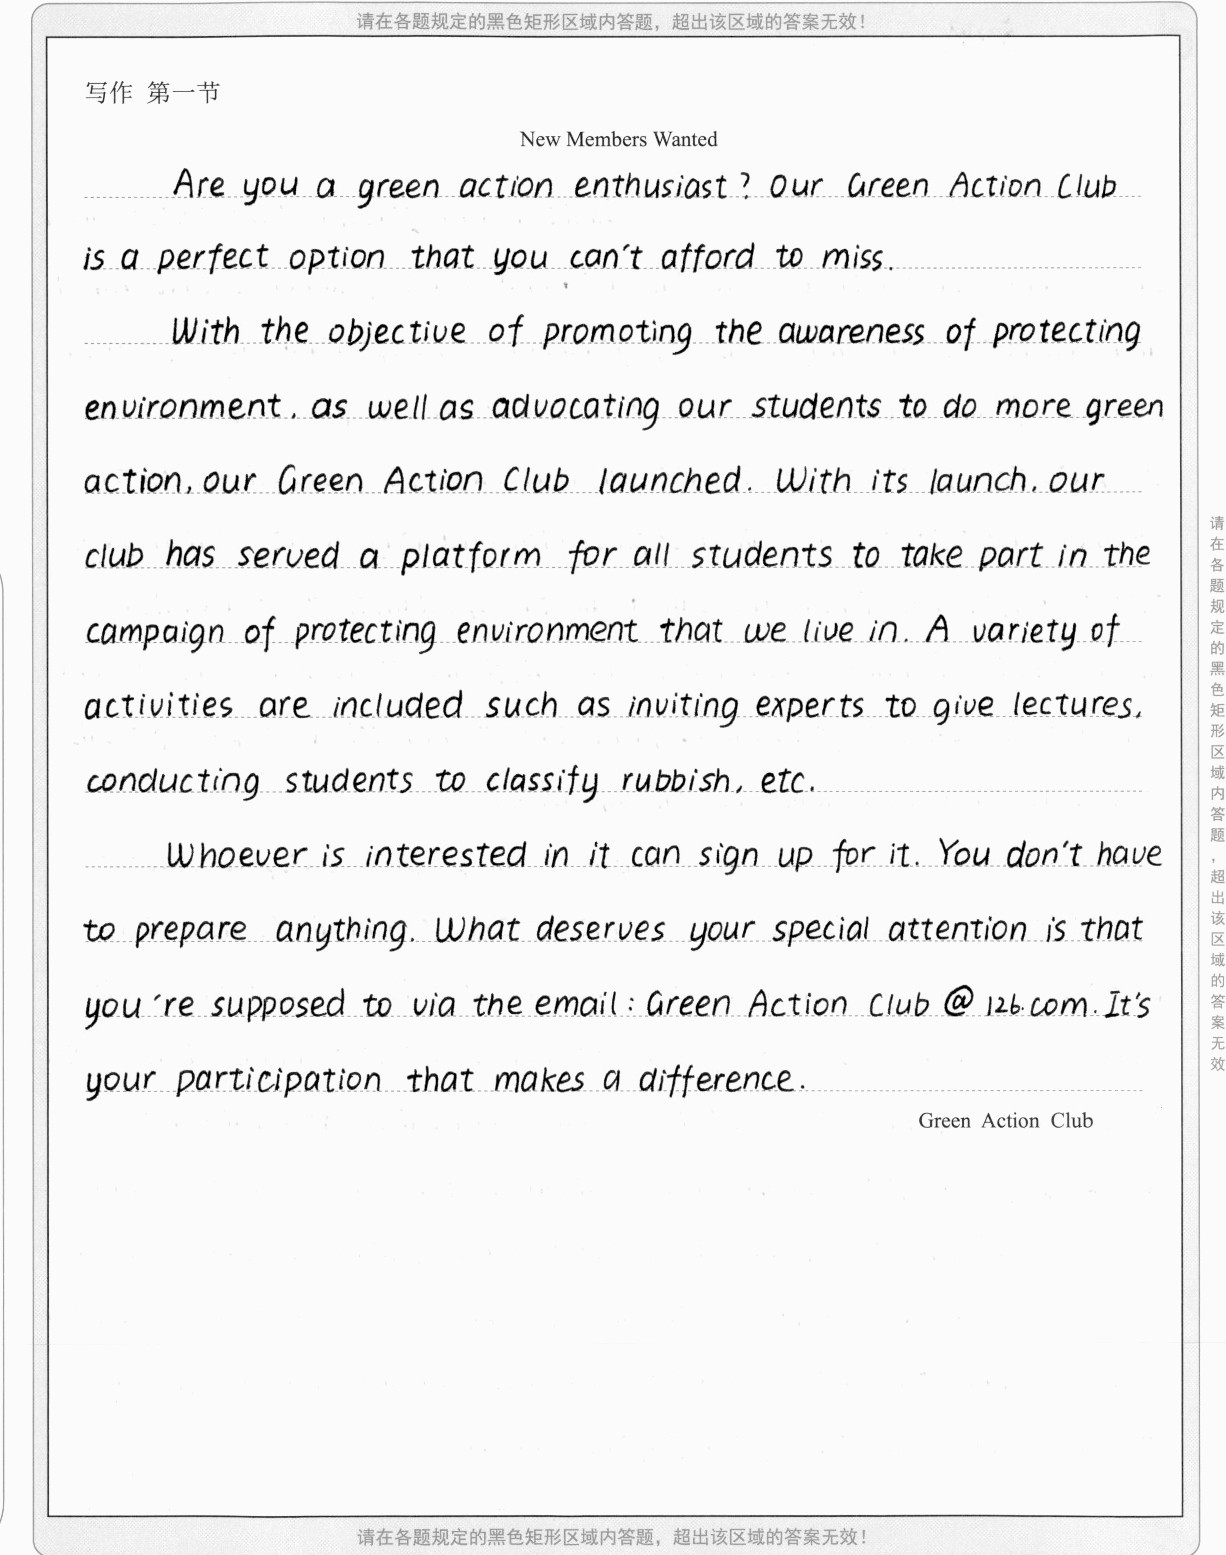 请在各题规定的黑色矩形区域内答题，超出该区域的答案无效！
写作 第一节
New Members Wanted
Are you a green action enthusiast? Our Green Action Club
is a perfect option that you can't afford to miss.
With the objective of promoting the awareness of protecting
environment, as well as advocating our students to do more green
action, our Green Action Club launched. With its launch, our
club has served a platform for all students to take part in the
campaign of protecting environment that we live in. A variety of
activities are included such as inviting experts to give lectures,
conducting students to classify rubbish, etc.
Whoever is interested in it can sign up for it. You don't have
to prepare anything. What deserves your special attention is that
you're supposed to via the email: Green Action Club @ 126.com. It's
your participation that makes a difference.
Green Action Club
请在各题规定的黑色矩形区域内答题，超出该区域的答案无效！
请在各题规定的黑色矩形区域内答题，超出该区域的答案无效